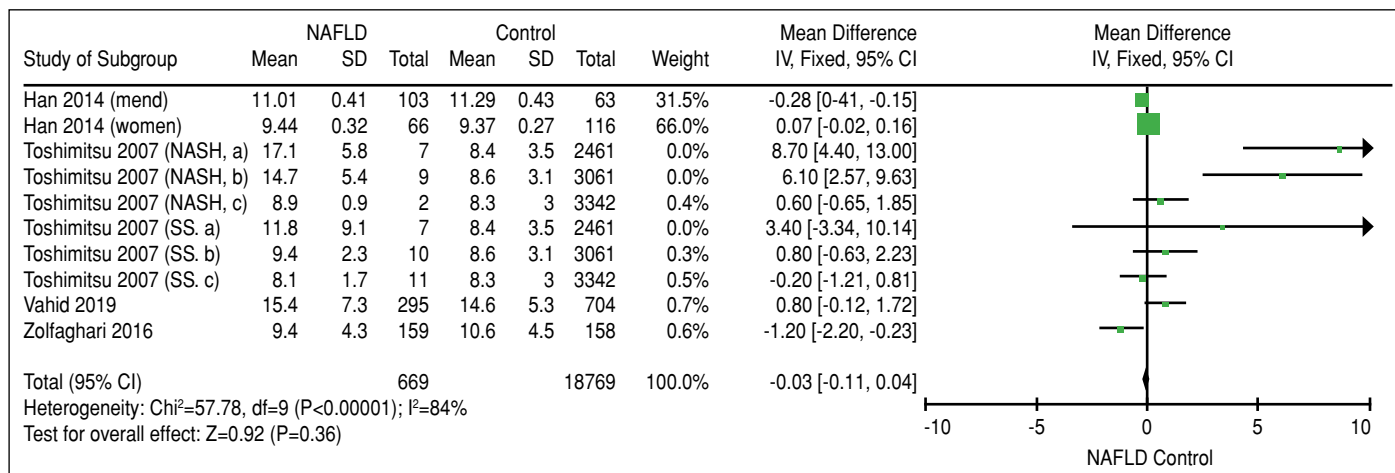 NAFLD Control Mean Difference Mean Difference
Study of Subgroup Mean SD Total Mean SD Total Weight IV, Fixed, 95% CI IV, Fixed, 95% CI
Han 2014 (mend) 11.01 0.41 103 11.29 0.43 63 31.5% -0.28 [0-41, -0.15]
Han 2014 (women) 9.44 0.32 66 9.37 0.27 116 66.0% 0.07 [-0.02, 0.16]
Toshimitsu 2007 (NASH, a) 17.1 5.8 7 8.4 3.5 2461 0.0% 8.70 [4.40, 13.00]
Toshimitsu 2007 (NASH, b) 14.7 5.4 9 8.6 3.1 3061 0.0% 6.10 [2.57, 9.63]
Toshimitsu 2007 (NASH, c) 8.9 0.9 2 8.3 3 3342 0.4% 0.60 [-0.65, 1.85]
Toshimitsu 2007 (SS. a) 11.8 9.1 7 8.4 3.5 2461 0.0% 3.40 [-3.34, 10.14]
Toshimitsu 2007 (SS. b) 9.4 2.3 10 8.6 3.1 3061 0.3% 0.80 [-0.63, 2.23]
Toshimitsu 2007 (SS. c) 8.1 1.7 11 8.3 3 3342 0.5% -0.20 [-1.21, 0.81]
Vahid 2019 15.4 7.3 295 14.6 5.3 704 0.7% 0.80 [-0.12, 1.72]
Zolfaghari 2016 9.4 4.3 159 10.6 4.5 158 0.6% -1.20 [-2.20, -0.23]
Total (95% CI) 669 18769 100.0% -0.03 [-0.11, 0.04]
Heterogeneity: Chi²=57.78, df=9 (P<0.00001); I²=84%
Test for overall effect: Z=0.92 (P=0.36)
-10 -5 0 5 10
NAFLD Control